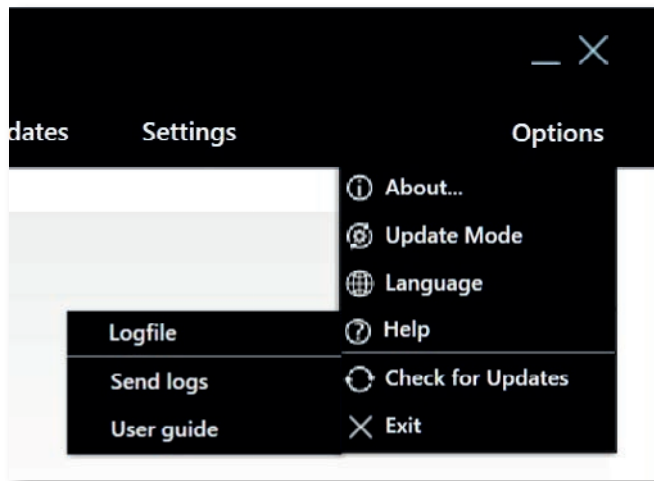 dates Settings Options
About...
Update Mode
Language
Help
Check for Updates
Exit
Logfile
Send logs
User guide